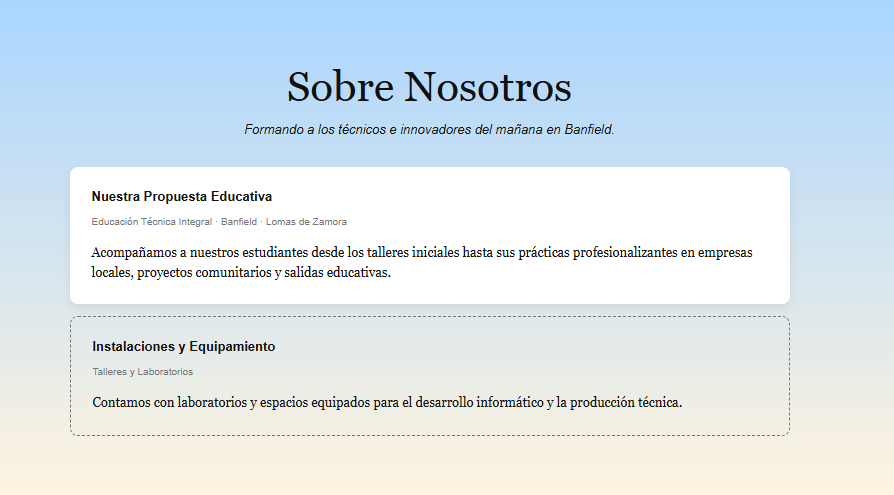 Sobre Nosotros
Formando a los técnicos e innovadores del mañana en Banfield.
Nuestra Propuesta Educativa
Educación Técnica Integral · Banfield · Lomas de Zamora
Acompañamos a nuestros estudiantes desde los talleres iniciales hasta sus prácticas profesionalizantes en empresas
locales, proyectos comunitarios y salidas educativas.
Instalaciones y Equipamiento
Talleres y Laboratorios
Contamos con laboratorios y espacios equipados para el desarrollo informático y la producción técnica.